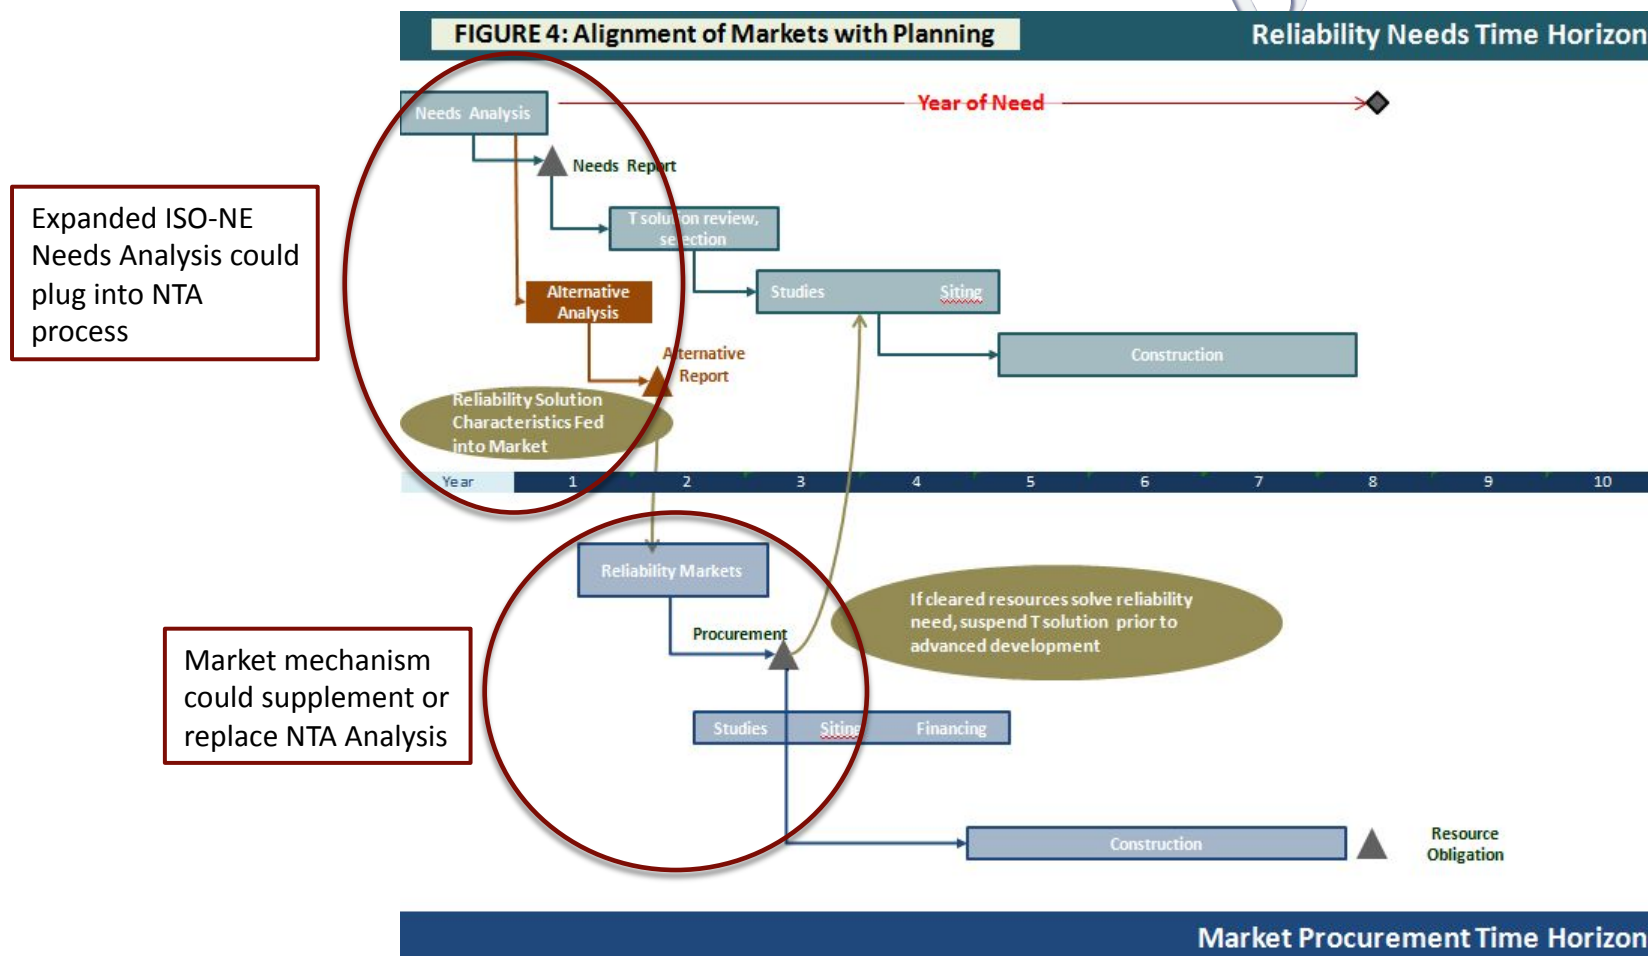 FIGURE 4: Alignment of Markets with Planning
Reliability Needs Time Horizon
Needs Analysis
Year of Need
Needs Report
Expanded ISO-NE
Needs Analysis could
plug into NTA
process
T solution review,
selection
Studies
Siting
Alternative
Analysis
Construction
Alternative
Report
Reliability Solution
Characteristics Fed
into Market
Year 1 2 3 4 5 6 7 8 9 10
Reliability Markets
If cleared resources solve reliability
need, suspend T solution prior to
advanced development
Procurement
Market mechanism
could supplement or
replace NTA Analysis
Studies Siting Financing
Construction
Resource
Obligation
Market Procurement Time Horizon